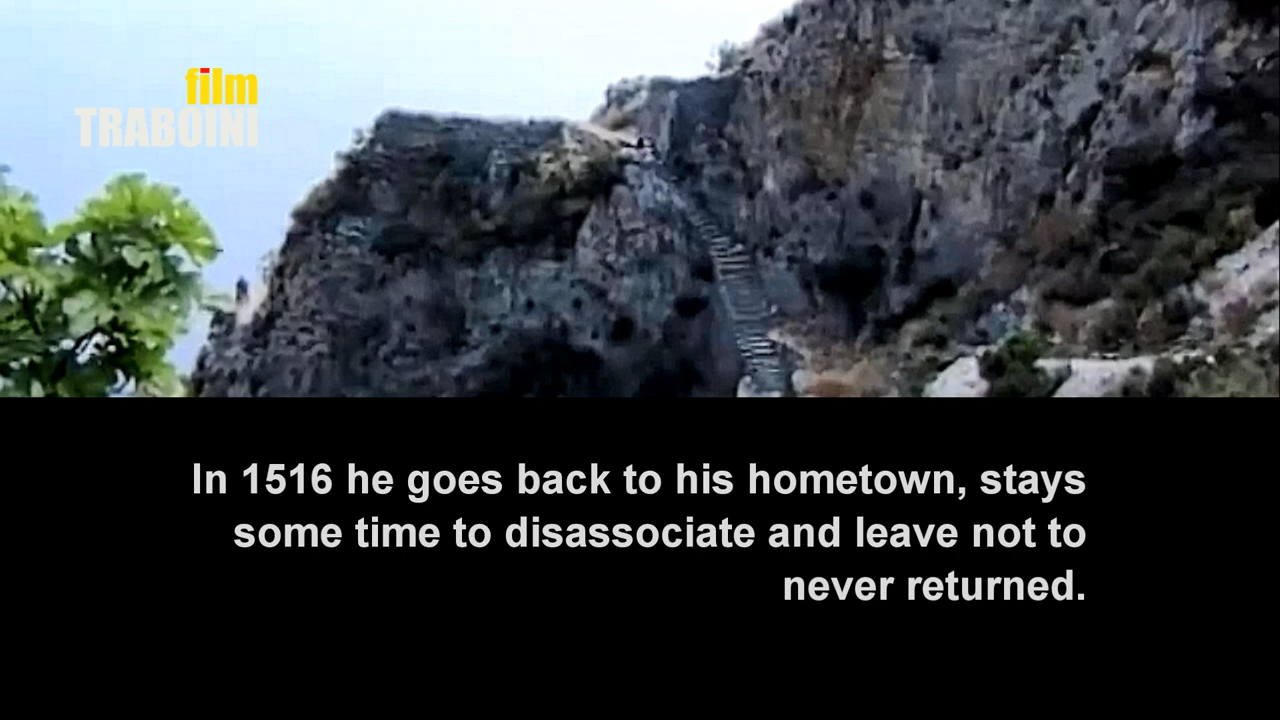 film
TRABOINI
In 1516 he goes back to his hometown, stays
some time to disassociate and leave not to
never returned.